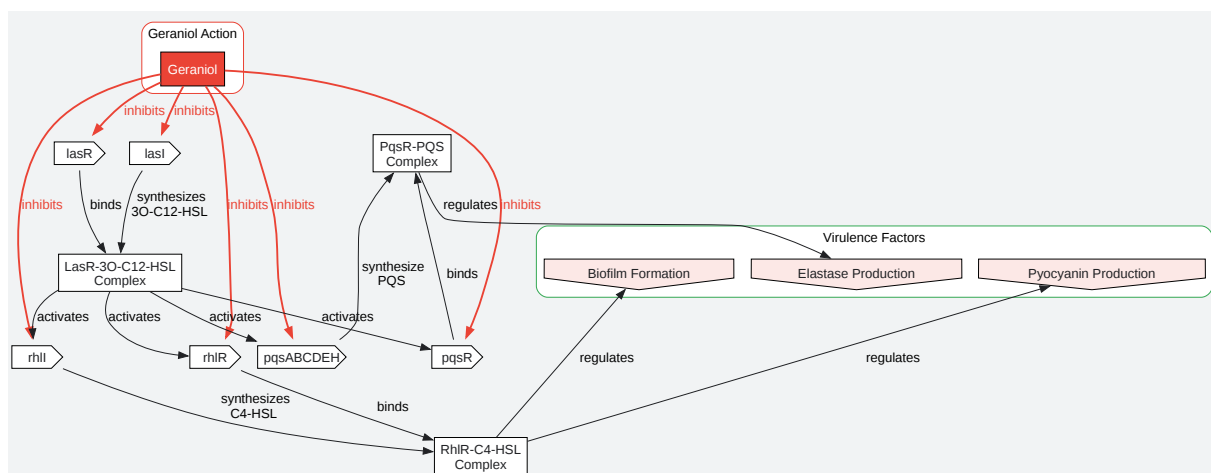 Geraniol Action
Geraniol
inhibits
inhibits
lasR
lasI
PqsR-PQS
Complex
binds
synthesizes
3O-C12-HSL
inhibits
inhibits
inhibits
regulates
inhibits
Virulence Factors
LasR-3O-C12-HSL
Complex
synthesize
PQS
binds
Biofilm Formation
Elastase Production
Pyocyanin Production
activates
activates
activates
activates
rhlI
rhlR
pqsABCDEH
pqsR
regulates
regulates
synthesizes
C4-HSL
binds
RhlR-C4-HSL
Complex